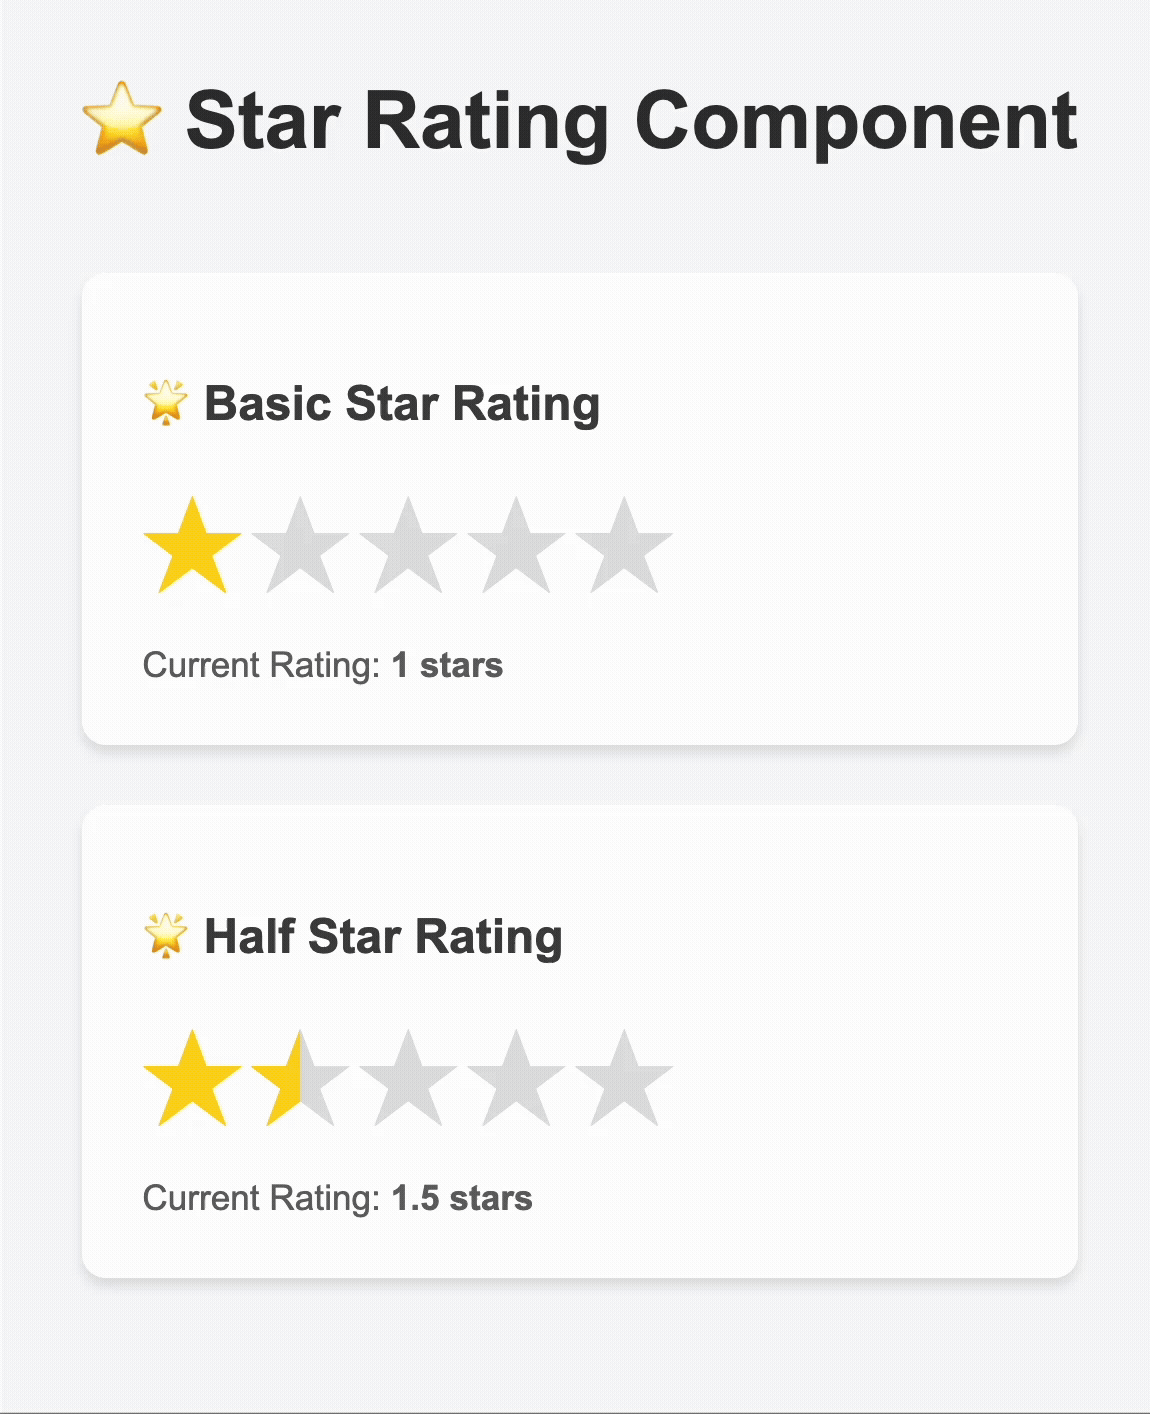 ⭐ Star Rating Component
🌟 Basic Star Rating
Current Rating: 1 stars
🌟 Half Star Rating
Current Rating: 1.5 stars